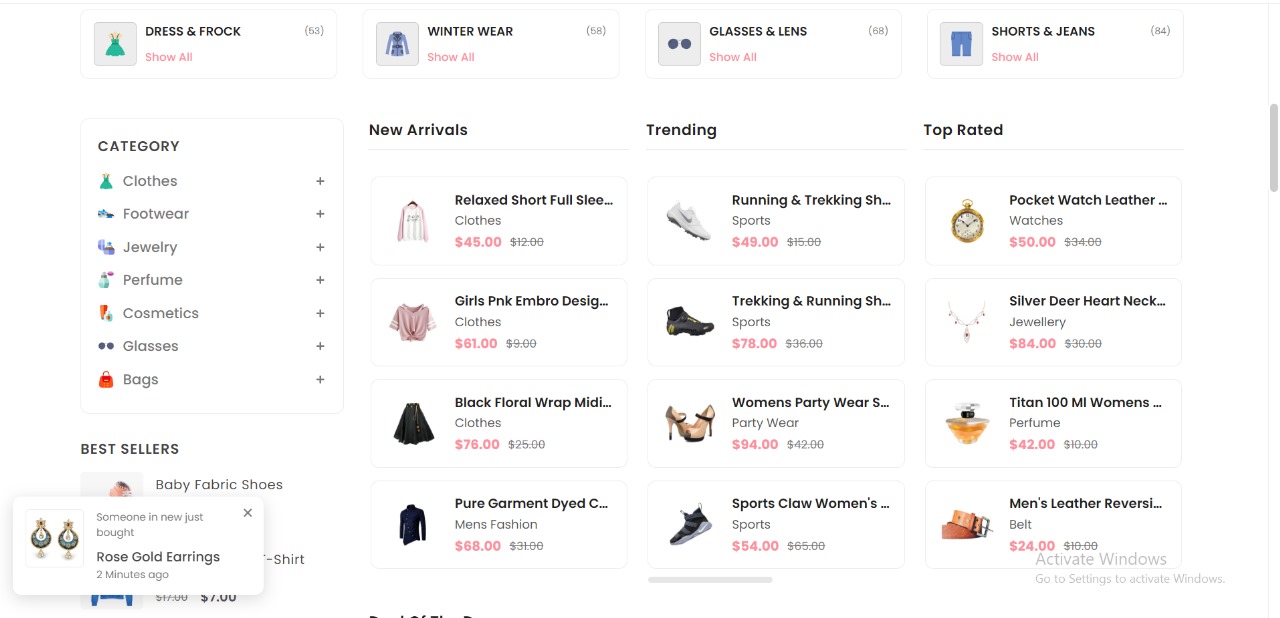 DRESS & FROCK (53)
Show All
WINTER WEAR (58)
Show All
GLASSES & LENS (68)
Show All
SHORTS & JEANS (84)
Show All
CATEGORY
Clothes +
Footwear +
Jewelry +
Perfume +
Cosmetics +
Glasses +
Bags +
BEST SELLERS
Baby Fabric Shoes
T-Shirt
$17.00 $7.00
Someone in new just
bought
Rose Gold Earrings
2 Minutes ago
New Arrivals
Relaxed Short Full Slee...
Clothes
$45.00 $12.00
Girls Pnk Embro Desig...
Clothes
$61.00 $9.00
Black Floral Wrap Midi...
Clothes
$76.00 $25.00
Pure Garment Dyed C...
Mens Fashion
$68.00 $31.00
Trending
Running & Trekking Sh...
Sports
$49.00 $15.00
Trekking & Running Sh...
Sports
$78.00 $36.00
Womens Party Wear S...
Party Wear
$94.00 $42.00
Sports Claw Women's ...
Sports
$54.00 $65.00
Top Rated
Pocket Watch Leather ...
Watches
$50.00 $34.00
Silver Deer Heart Neck...
Jewellery
$84.00 $30.00
Titan 100 Ml Womens ...
Perfume
$42.00 $10.00
Men's Leather Reversi...
Belt
$24.00 $10.00
Activate Windows
Go to Settings to activate Windows.